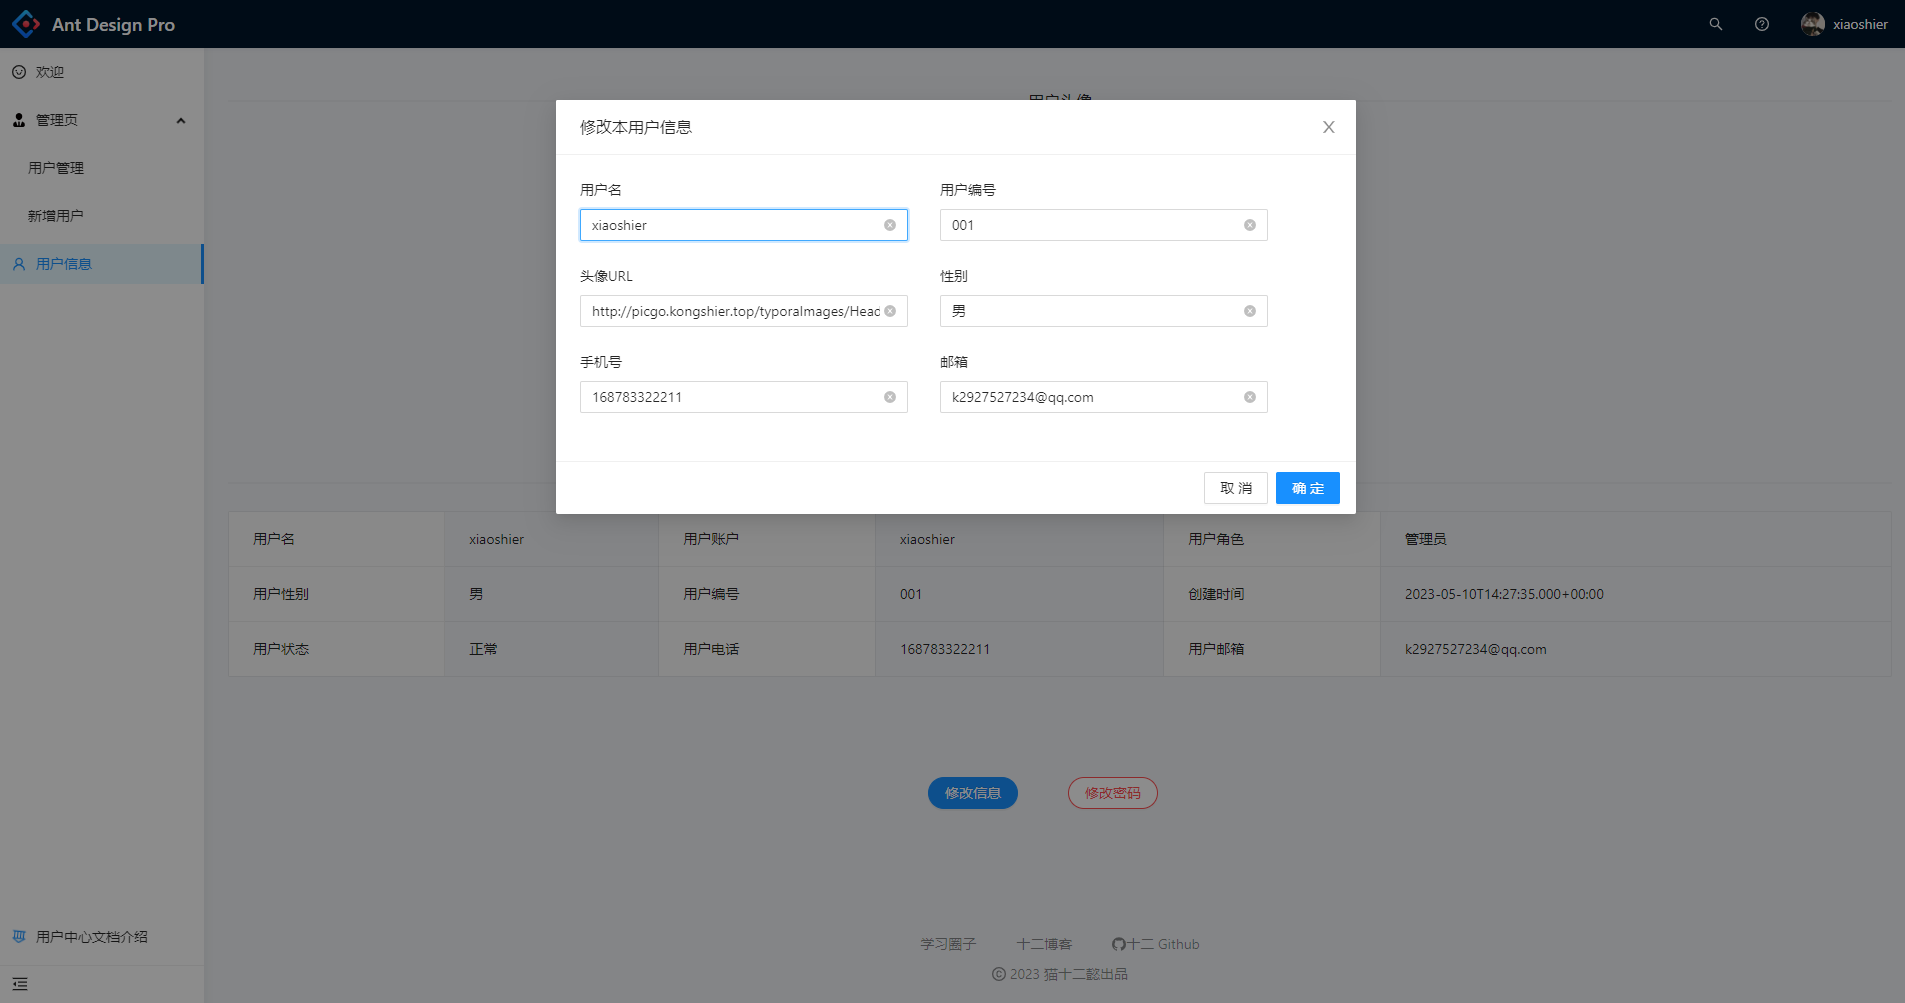 Ant Design Pro
xiaoshier
欢迎
管理页
用户管理
新增用户
用户信息
用户头像
修改本用户信息
用户名
用户编号
xiaoshier
001
头像URL
性别
http://picgo.kongshier.top/typoraImages/Head
男
手机号
邮箱
168783322211
k2927527234@qq.com
取 消
确 定
用户名 xiaoshier 用户账户 xiaoshier 用户角色 管理员
用户性别 男 用户编号 001 创建时间 2023-05-10T14:27:35.000+00:00
用户状态 正常 用户电话 168783322211 用户邮箱 k2927527234@qq.com
修改信息
修改密码
用户中心文档介绍
学习圈子 十二博客 十二 Github
© 2023 猫十二懿出品